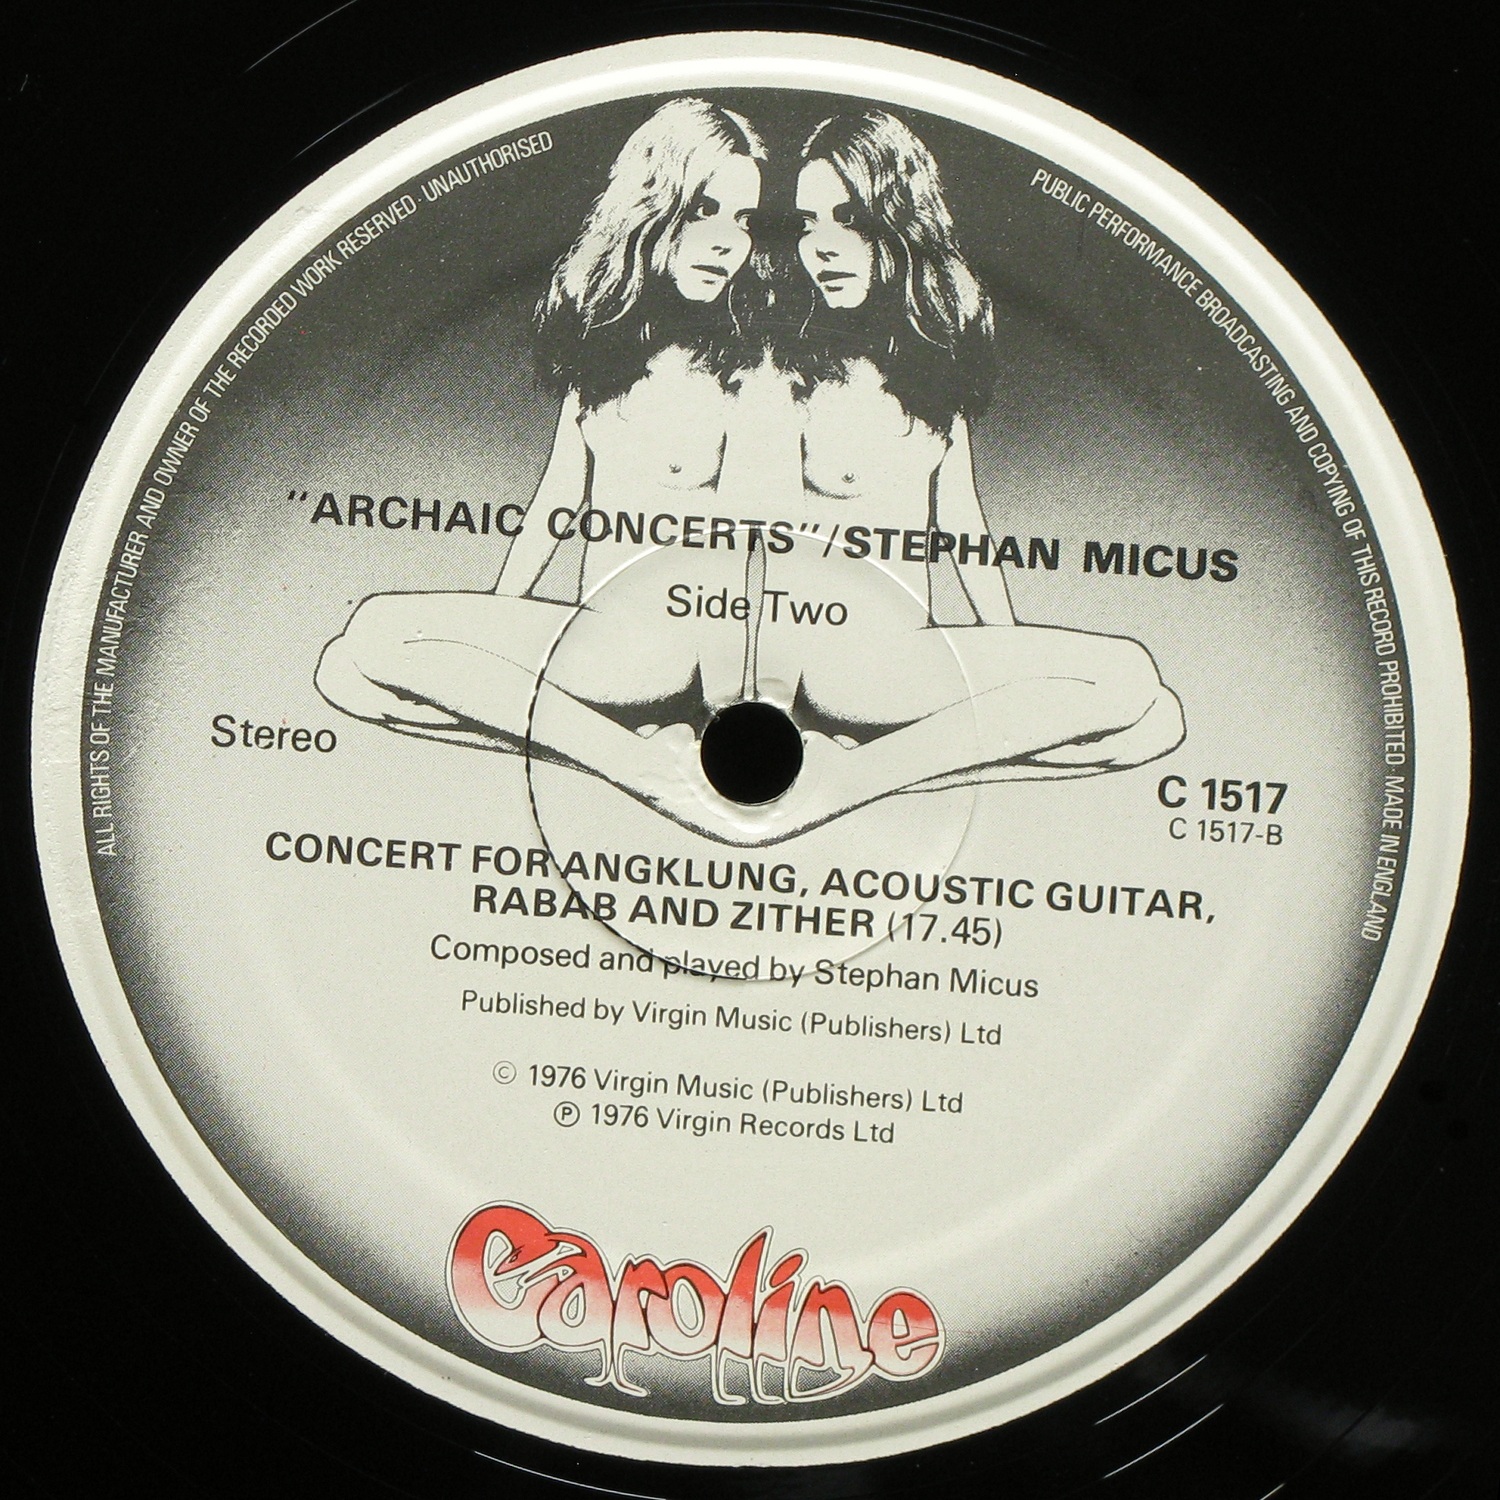 ALL RIGHTS OF THE MANUFACTURER AND OWNER OF THE RECORDED WORK RESERVED · UNAUTHORISED
PUBLIC PERFORMANCE BROADCASTING AND COPYING OF THIS RECORD PROHIBITED · MADE IN ENGLAND
"ARCHAIC CONCERTS"/STEPHAN MICUS
Side Two
Stereo
C 1517
C 1517-B
CONCERT FOR ANGKLUNG, ACOUSTIC GUITAR,
RABAB AND ZITHER (17.45)
Composed and played by Stephan Micus
Published by Virgin Music (Publishers) Ltd
© 1976 Virgin Music (Publishers) Ltd
℗ 1976 Virgin Records Ltd
Caroline